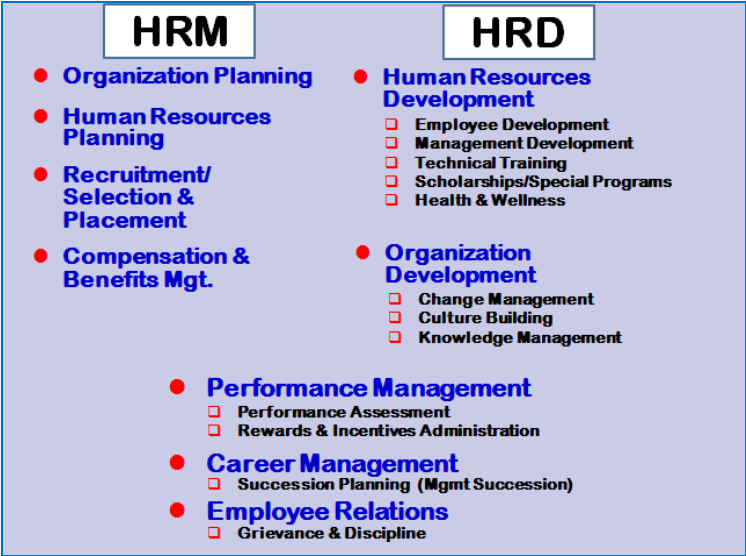 HRM
Organization Planning
Human Resources
Planning
Recruitment/
Selection &
Placement
Compensation &
Benefits Mgt.
HRD
Human Resources
Development
Employee Development
Management Development
Technical Training
Scholarships/Special Programs
Health & Wellness
Organization
Development
Change Management
Culture Building
Knowledge Management
Performance Management
Performance Assessment
Rewards & Incentives Administration
Career Management
Succession Planning (Mgmt Succession)
Employee Relations
Grievance & Discipline